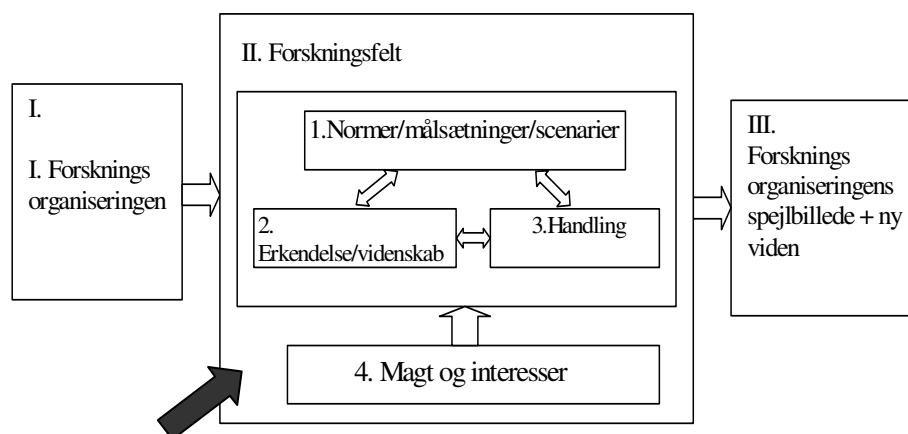 I.
I. Forsknings
organiseringen
II. Forskningsfelt
1.Normer/målsætninger/scenarier
2.
Erkendelse/videnskab
3.Handling
4. Magt og interesser
III.
Forsknings
organiseringens
spejlbillede + ny
viden